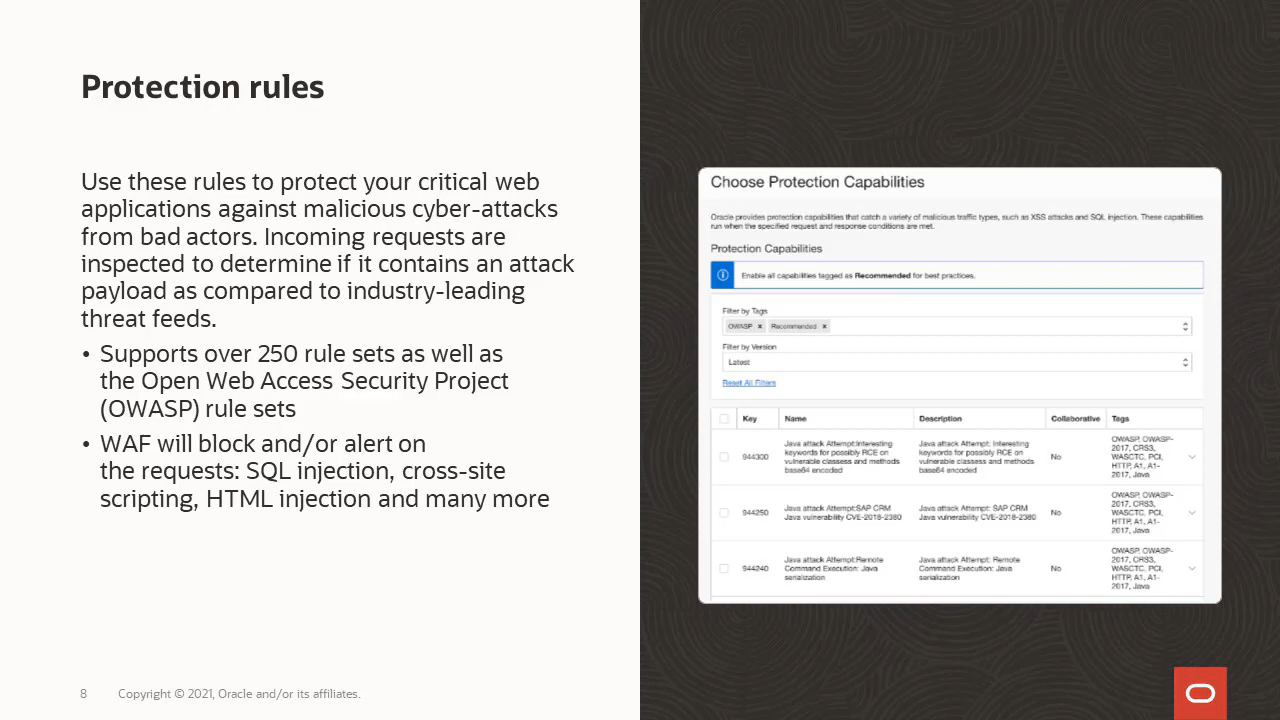 Protection rules
Use these rules to protect your critical web
applications against malicious cyber-attacks
from bad actors. Incoming requests are
inspected to determine if it contains an attack
payload as compared to industry-leading
threat feeds.
• Supports over 250 rule sets as well as
the Open Web Access Security Project
(OWASP) rule sets
• WAF will block and/or alert on
the requests: SQL injection, cross-site
scripting, HTML injection and many more
8 Copyright © 2021, Oracle and/or its affiliates.
Choose Protection Capabilities
Oracle provides protection capabilities that catch a variety of malicious traffic types, such as XSS attacks and SQL injection. These capabilities
run when the specified request and response conditions are met.
Protection Capabilities
Enable all capabilities tagged as Recommended for best practices.
Filter by Tags
OWASP × Recommended ×
Filter by Version
Latest
Reset All Filters
Key Name Description Collaborative Tags
944300
Java attack Attempt:Interesting
keywords for possibly RCE on
vulnerable classess and methods
base64 encoded
Java attack Attempt: Interesting
keywords for possibly RCE on
vulnerable classess and methods
base64 encoded
No
OWASP, OWASP-
2017, CRS3,
WASCTC, PCI,
HTTP, A1, A1-
2017, Java
944250
Java attack Attempt:SAP CRM
Java vulnerability CVE-2018-2380
Java attack Attempt: SAP CRM
Java vulnerability CVE-2018-2380
No
OWASP, OWASP-
2017, CRS3,
WASCTC, PCI,
HTTP, A1, A1-
2017, Java
944240
Java attack Attempt:Remote
Command Execution: Java
serialization
Java attack Attempt: Remote
Command Execution: Java
serialization
No
OWASP, OWASP-
2017, CRS3,
WASCTC, PCI,
HTTP, A1, A1-
2017, Java